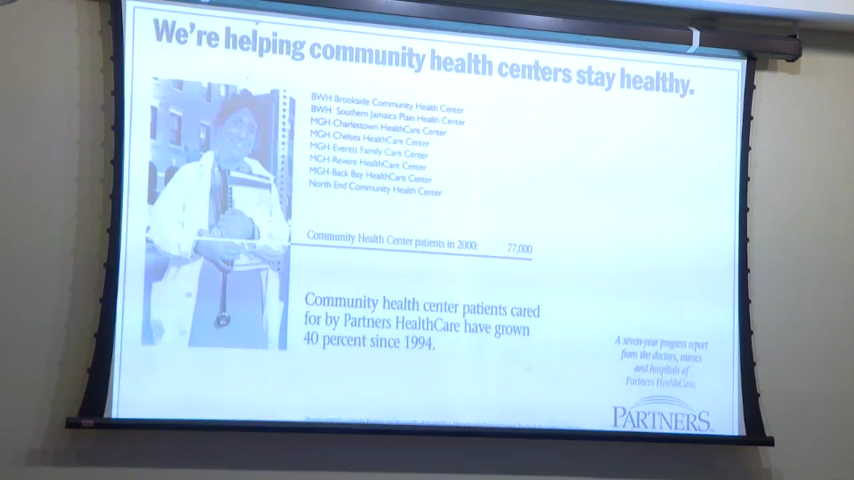 We're helping community health centers stay healthy.
BWH Brookside Community Health Center
BWH Southern Jamaica Plain Health Center
MGH-Charlestown HealthCare Center
MGH-Chelsea HealthCare Center
MGH-Everett Family Care Center
MGH-Revere HealthCare Center
MGH-Back Bay HealthCare Center
North End Community Health Center
Community Health Center patients in 2000: 77,000
Community health center patients cared
for by Partners HealthCare have grown
40 percent since 1994.
A seven-year progress report
from the doctors, nurses
and hospitals of
Partners HealthCare.
PARTNERS